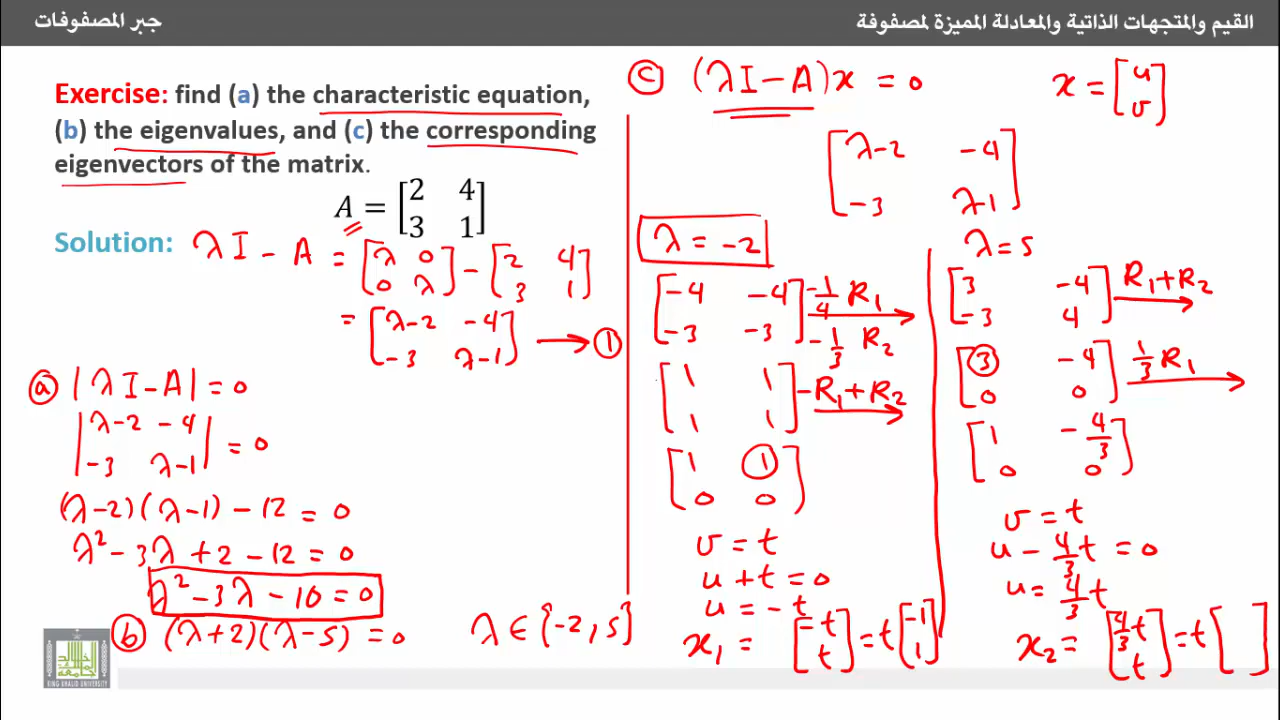 القيم والمتجهات الذاتية والمعادلة المميزة لمصفوفة
جبر المصفوفات
Exercise: find (a) the characteristic equation,
(b) the eigenvalues, and (c) the corresponding
eigenvectors of the matrix.
A = [2 4
3 1]
Solution: λI - A = [λ 0
0 λ] - [2 4
3 1]
= [λ-2 -4
-3 λ-1] → ①
ⓐ |λI-A| = 0
|λ-2 -4
-3 λ-1| = 0
(λ-2)(λ-1) - 12 = 0
λ² - 3λ + 2 - 12 = 0
λ² - 3λ - 10 = 0
ⓑ (λ+2)(λ-5) = 0
λ ∈ {-2, 5}
KING KHALID UNIVERSITY
ⓒ (λI - A)x = 0
x = [u
v]
[λ-2 -4
-3 λ-1]
λ = -2
[-4 -4
-3 -3]
-1/4 R₁
-1/3 R₂
[1 1
1 1]
-R₁+R₂
[1 1
0 0]
v = t
u + t = 0
u = -t
x₁ = [-t
t] = t [-1
1]
λ = 5
[3 -4
-3 4]
R₁+R₂
[3 -4
0 0]
1/3 R₁
[1 -4/3
0 0]
v = t
u - 4/3 t = 0
u = 4/3 t
x₂ = [4/3 t
t] = t [ ]